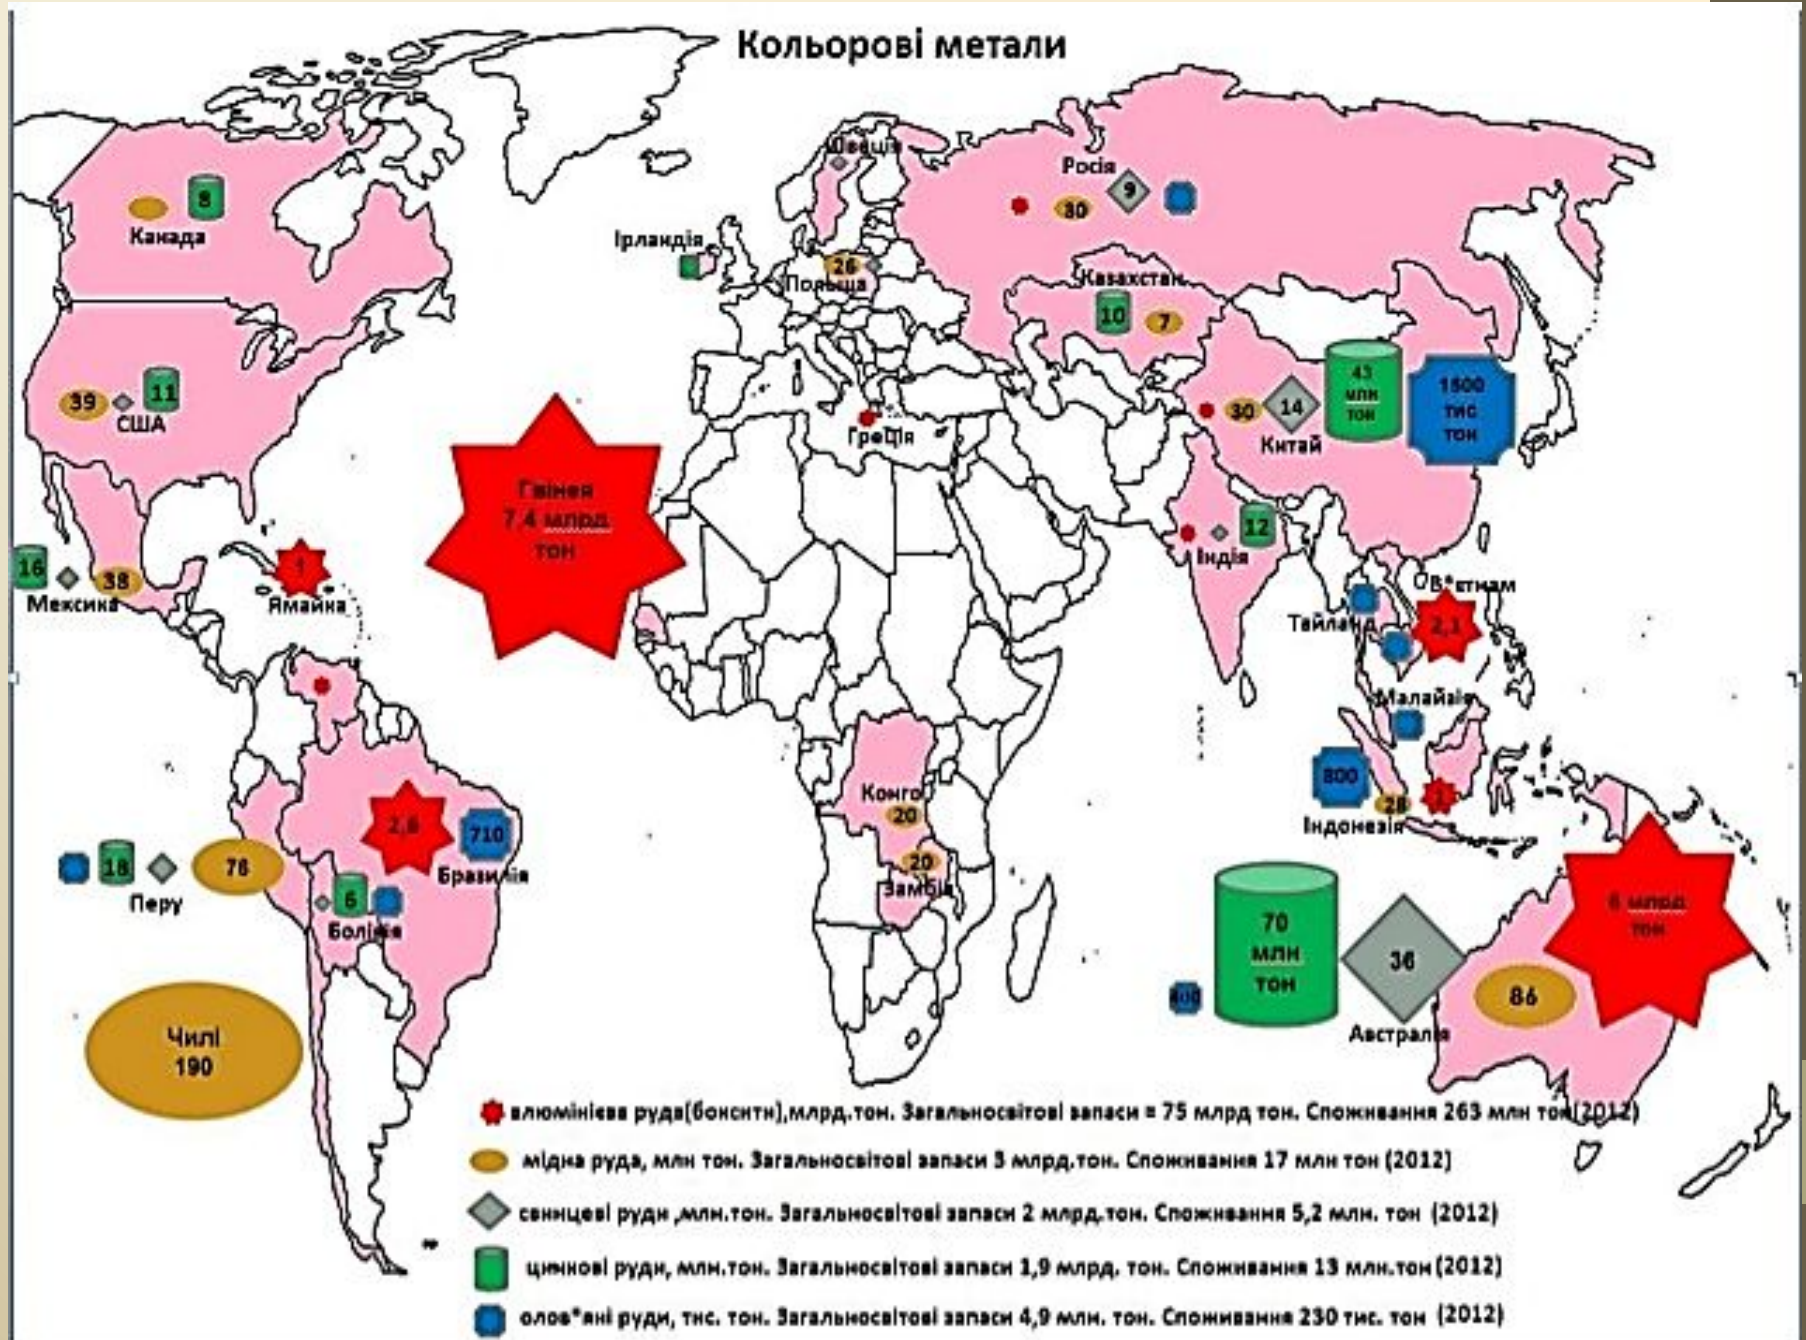 Кольорові метали
Швеція
Росія
9
80
8
Канада
Ірландія
26
Польща
Казахстан
10
7
39
11
США
43
млн
тон
1500
тис
тон
30
14
Китай
Греція
Гвінея
7,4 млрд
тон
12
Індія
16
38
Мексика
1
Ямайка
В*єтнам
Тайланд
2,1
Малайзія
800
28
1
Індонезія
Конго
20
20
Замбія
2,6
710
Бразилія
18
76
Перу
6
Болівія
6 млрд
тон
70
млн
тон
36
86
400
Австралія
Чилі
190
алюмінієва руда(боксити),млрд.тон. Загальносвітові запаси = 75 млрд тон. Споживання 263 млн тон(2012)
мідна руда, млн тон. Загальносвітові запаси 3 млрд.тон. Споживання 17 млн тон (2012)
свинцеві руди ,млн.тон. Загальносвітові запаси 2 млрд.тон. Споживання 5,2 млн. тон (2012)
цинкові руди, млн.тон. Загальносвітові запаси 1,9 млрд. тон. Споживання 13 млн.тон (2012)
олов*яні руди, тис. тон. Загальносвітові запаси 4,9 млн. тон. Споживання 230 тис. тон (2012)